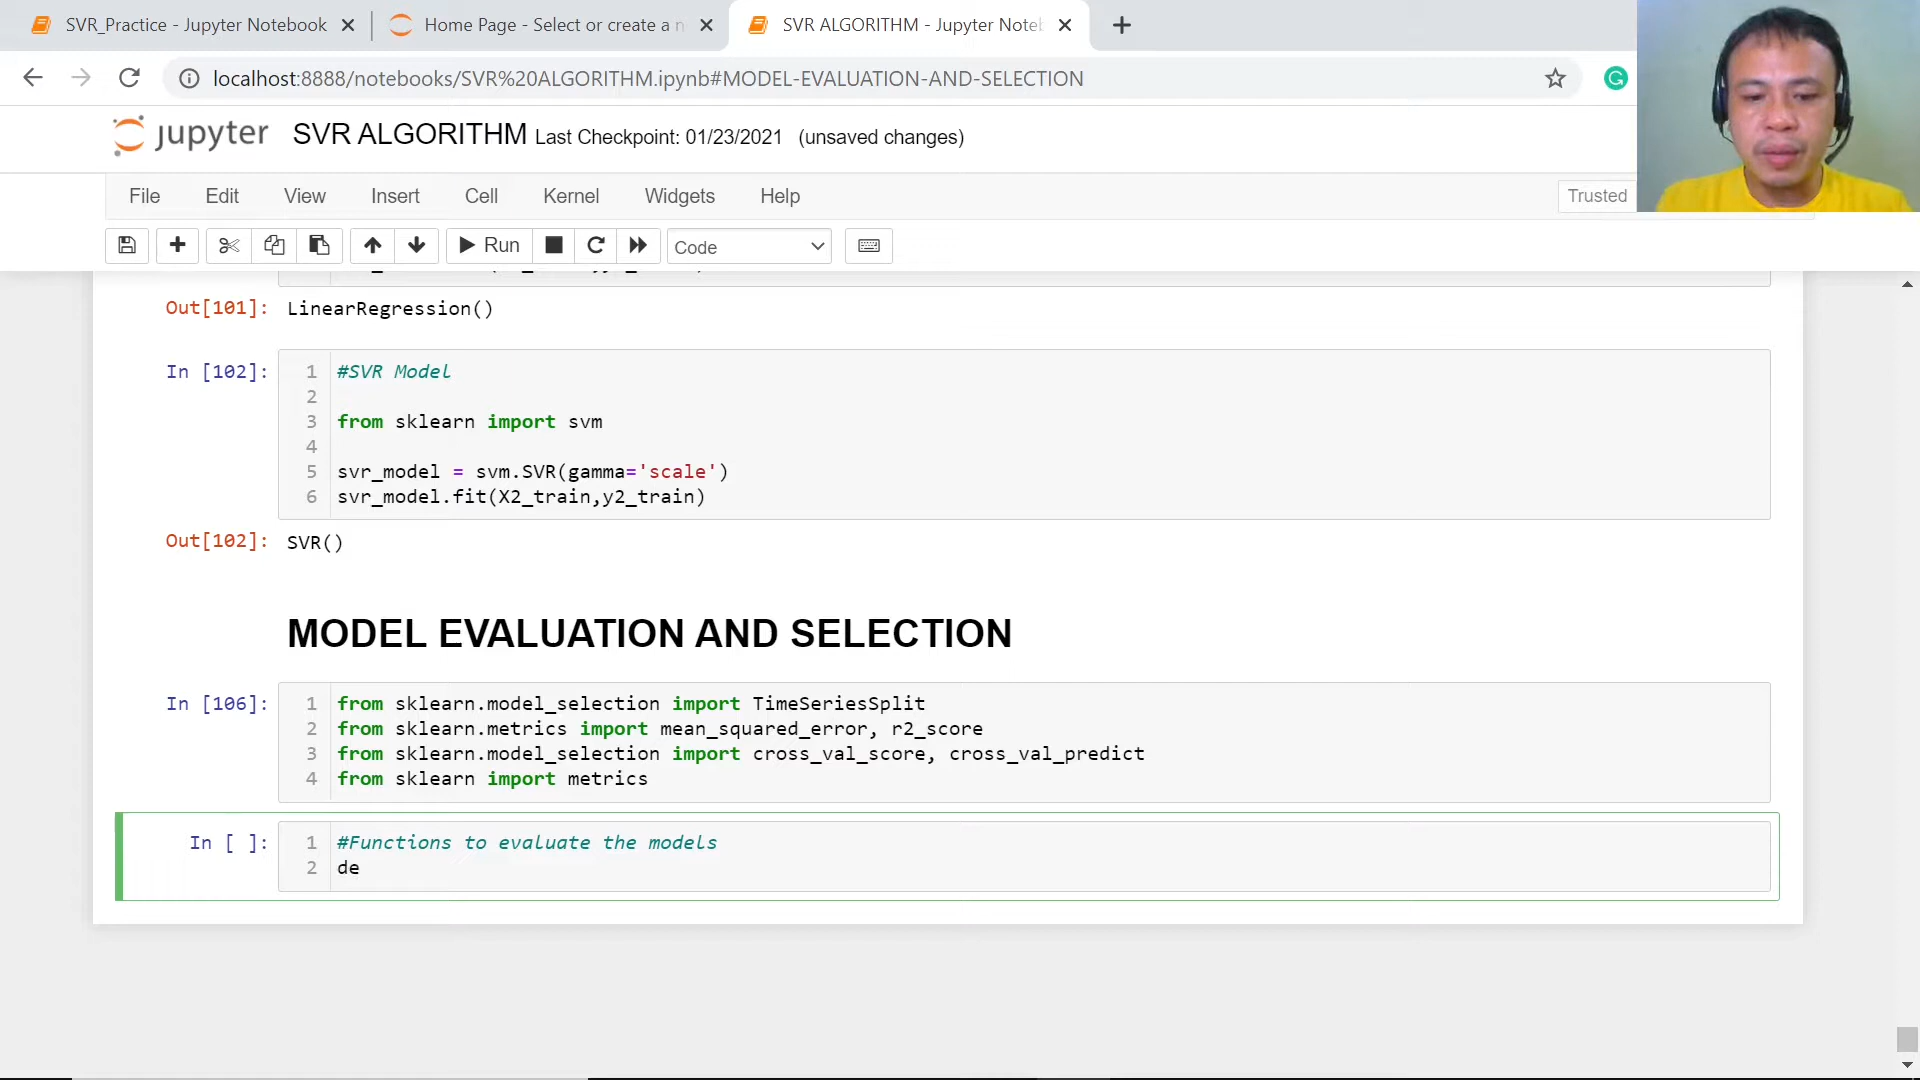 SVR_Practice - Jupyter Notebook
Home Page - Select or create a n
SVR ALGORITHM - Jupyter Note
localhost:8888/notebooks/SVR%20ALGORITHM.ipynb#MODEL-EVALUATION-AND-SELECTION
jupyter SVR ALGORITHM Last Checkpoint: 01/23/2021 (unsaved changes)
File Edit View Insert Cell Kernel Widgets Help Trusted
Run Code
Out[101]: LinearRegression()
In [102]: 1 #SVR Model
2
3 from sklearn import svm
4
5 svr_model = svm.SVR(gamma='scale')
6 svr_model.fit(X2_train,y2_train)
Out[102]: SVR()
MODEL EVALUATION AND SELECTION
In [106]: 1 from sklearn.model_selection import TimeSeriesSplit
2 from sklearn.metrics import mean_squared_error, r2_score
3 from sklearn.model_selection import cross_val_score, cross_val_predict
4 from sklearn import metrics
In [ ]: 1 #Functions to evaluate the models
2 de